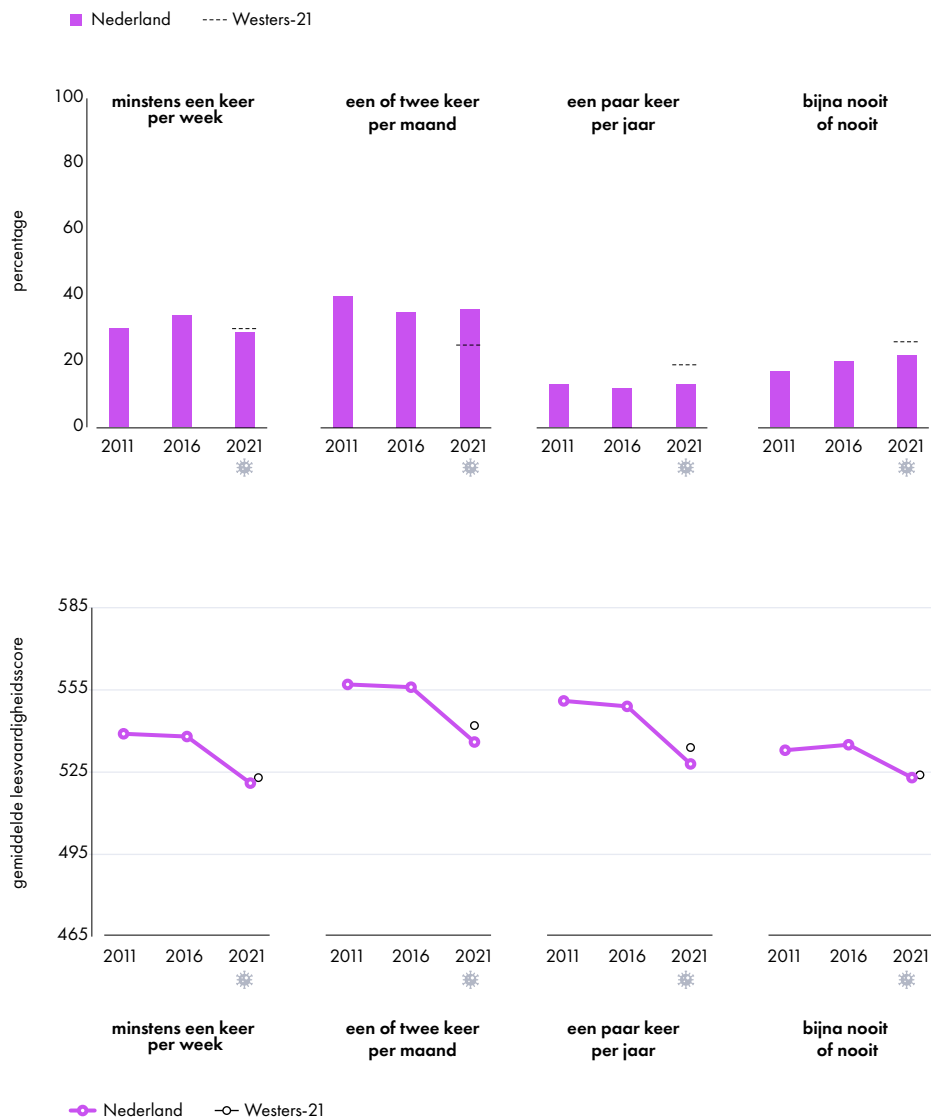 Nederland Westers-21
minstens een keer een of twee keer een paar keer bijna nooit
per week per maand per jaar of nooit
100
80
60
40
20
0
percentage
2011 2016 2021 2011 2016 2021 2011 2016 2021 2011 2016 2021
585
555
525
495
465
gemiddelde leesvaardigheidsscore
2011 2016 2021 2011 2016 2021 2011 2016 2021 2011 2016 2021
minstens een keer een of twee keer een paar keer bijna nooit
per week per maand per jaar of nooit
Nederland Westers-21